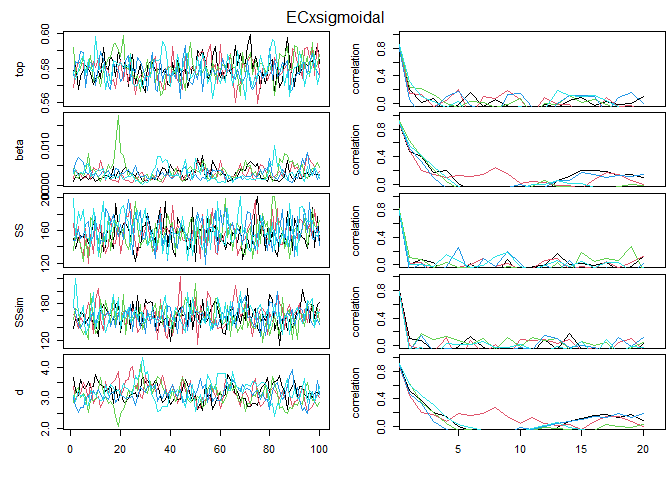 ECxsigmoidal
top
0.56 0.58 0.60
correlation
0.0 0.4 0.8
beta
0.000 0.010
correlation
0.0 0.4 0.8
SS
120 160 200
correlation
0.0 0.4 0.8
SSsim
120 180
correlation
0.0 0.4 0.8
d
2.0 3.0 4.0
correlation
0.0 0.4 0.8
0 20 40 60 80 100
5 10 15 20